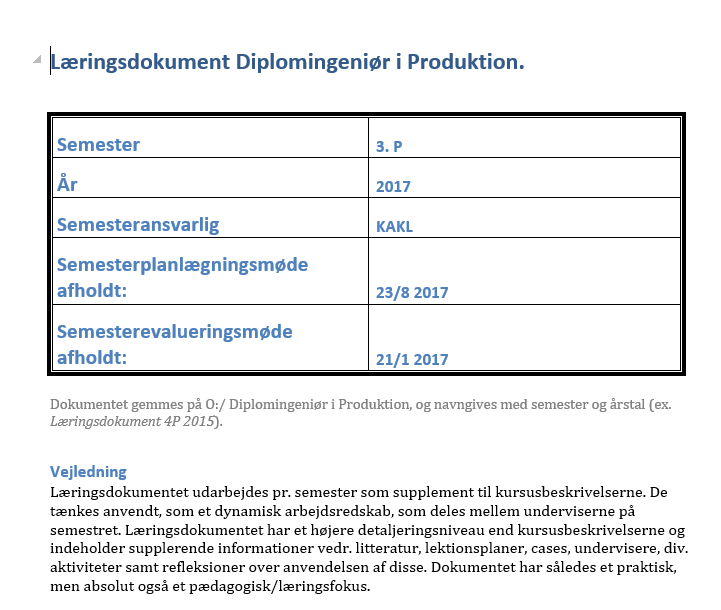 Læringsdokument Diplomingeniør i Produktion.
Semester 3. P
År 2017
Semesteransvarlig KAKL
Semesterplanlægningsmøde
afholdt: 23/8 2017
Semesterevalueringsmøde
afholdt: 21/1 2017
Dokumentet gemmes på O:/ Diplomingeniør i Produktion, og navngives med semester og årstal (ex.
Læringsdokument 4P 2015).
Vejledning
Læringsdokumentet udarbejdes pr. semester som supplement til kursusbeskrivelserne. De
tænkes anvendt, som et dynamisk arbejdsredskab, som deles mellem underviserne på
semestret. Læringsdokumentet har et højere detaljeringsniveau end kursusbeskrivelserne og
indeholder supplerende informationer vedr. litteratur, lektionsplaner, cases, undervisere, div.
aktiviteter samt refleksioner over anvendelsen af disse. Dokumentet har således et praktisk,
men absolut også et pædagogisk/læringsfokus.